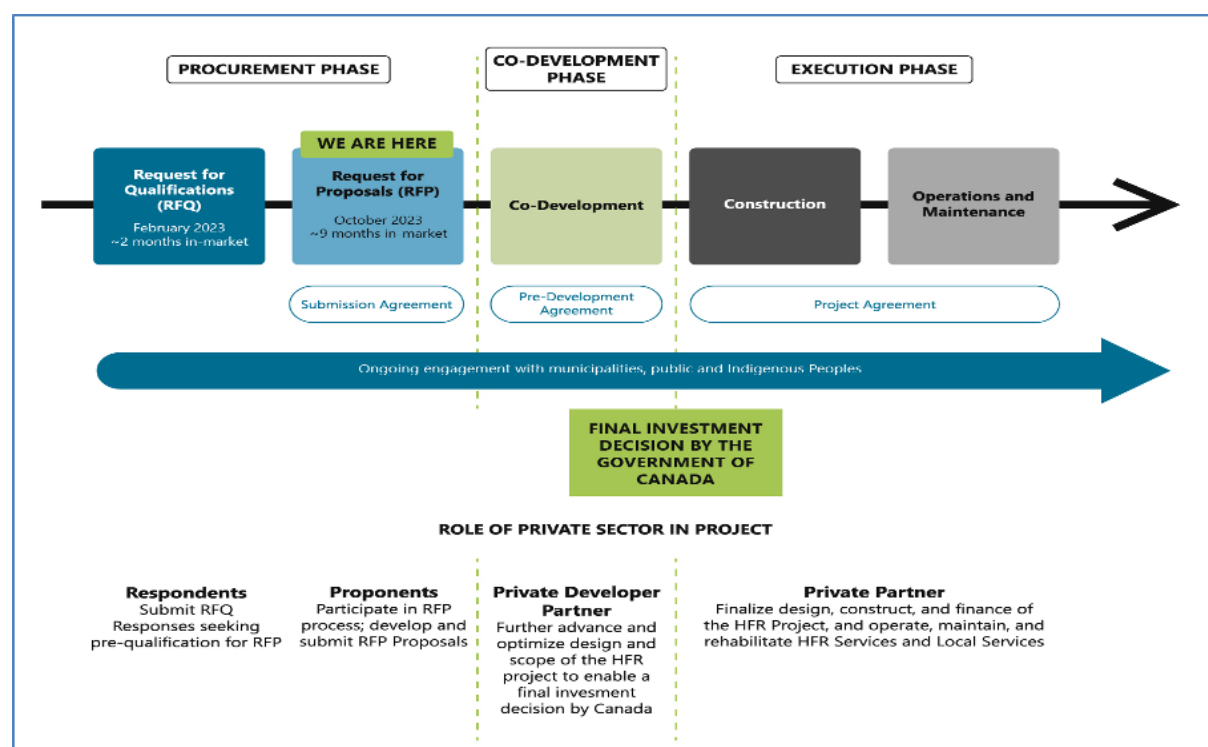 PROCUREMENT PHASE
CO-DEVELOPMENT
PHASE
EXECUTION PHASE
WE ARE HERE
Request for
Qualifications
(RFQ)
February 2023
~2 months in-market
Request for
Proposals (RFP)
October 2023
~9 months in-market
Co-Development
Construction
Operations and
Maintenance
Submission Agreement
Pre-Development
Agreement
Project Agreement
Ongoing engagement with municipalities, public and Indigenous Peoples
FINAL INVESTMENT
DECISION BY THE
GOVERNMENT OF
CANADA
ROLE OF PRIVATE SECTOR IN PROJECT
Respondents
Submit RFQ
Responses seeking
pre-qualification for RFP
Proponents
Participate in RFP
process; develop and
submit RFP Proposals
Private Developer
Partner
Further advance and
optimize design and
scope of the HFR
project to enable a
final invesment
decision by Canada
Private Partner
Finalize design, construct, and finance of
the HFR Project, and operate, maintain, and
rehabilitate HFR Services and Local Services